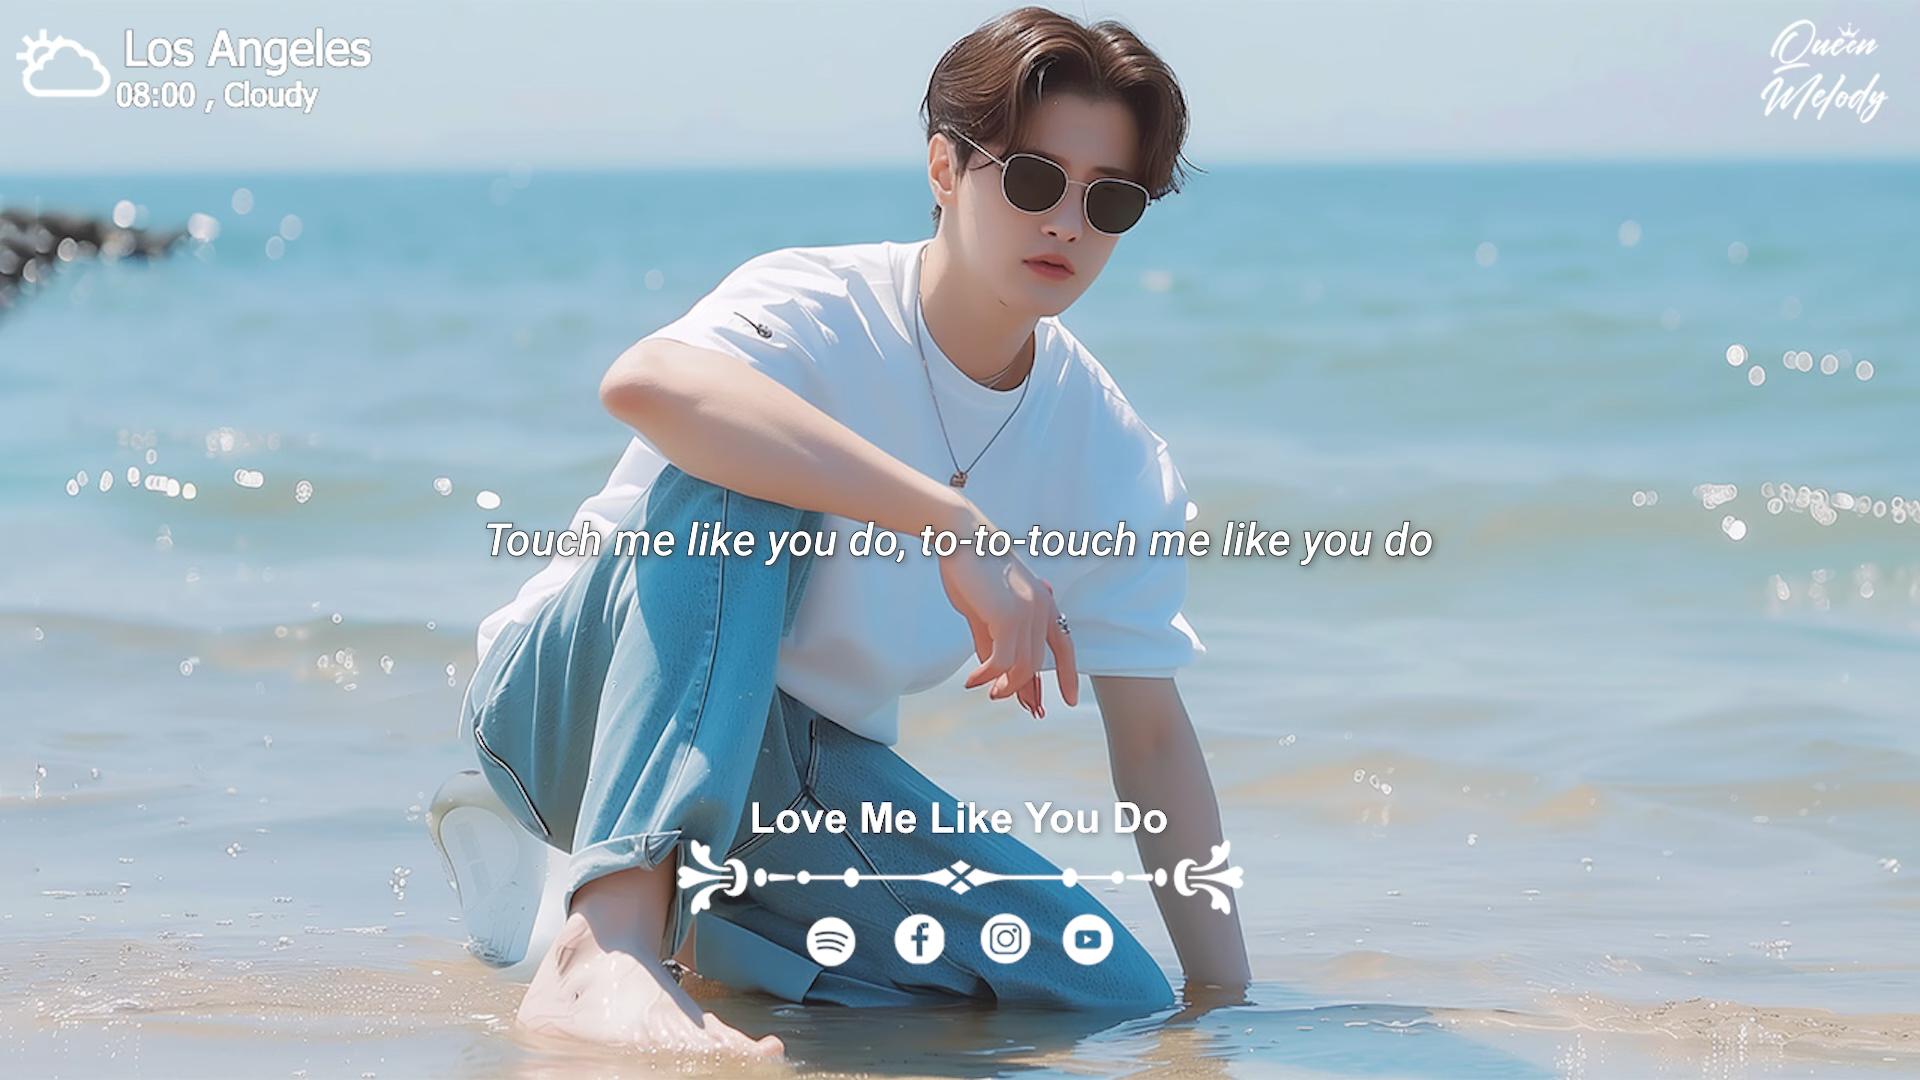 Los Angeles
08:00 , Cloudy
Queen
Melody
Touch me like you do, to-to-touch me like you do
Love Me Like You Do